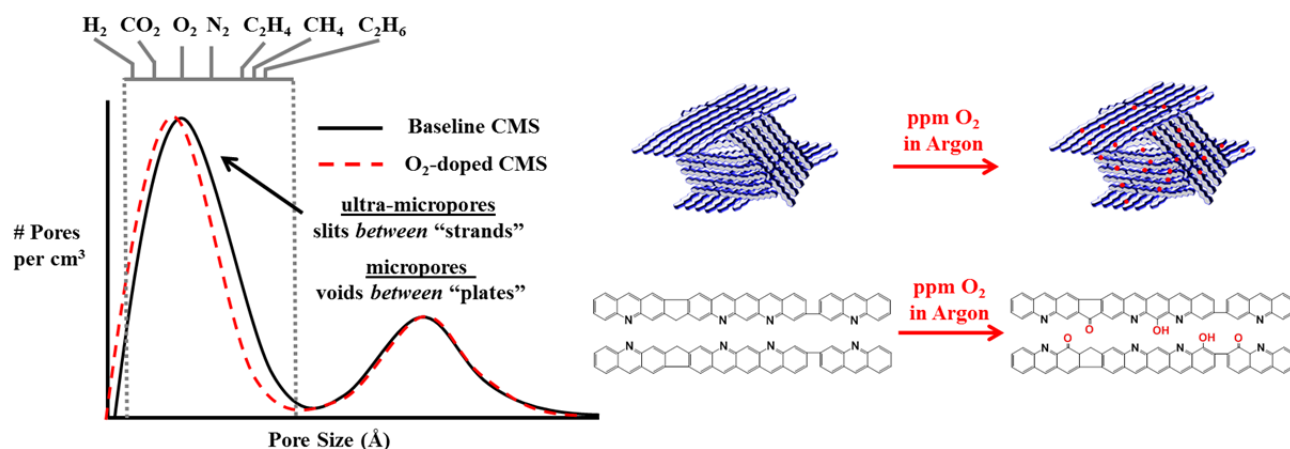 H₂ CO₂ O₂ N₂ C₂H₄ CH₄ C₂H₆
Baseline CMS
O₂-doped CMS
ultra-micropores
slits between “strands”
micropores
voids between “plates”
# Pores
per cm³
Pore Size (Å)
ppm O₂
in Argon
ppm O₂
in Argon
N N N N
N N N N
N O N OH N N
N O N N OH O N